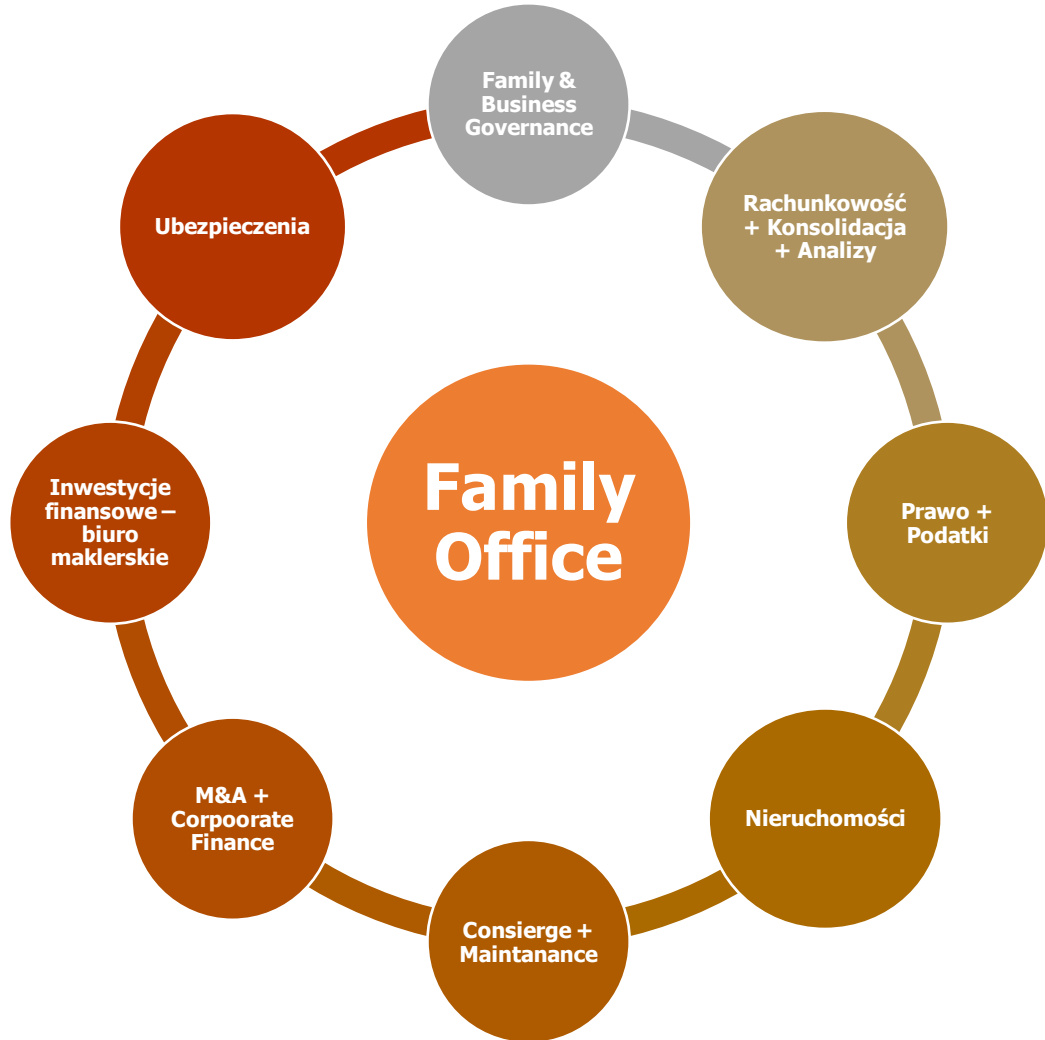 Family &
Business
Governance
Rachunkowość
+ Konsolidacja
+ Analizy
Prawo +
Podatki
Nieruchomości
Consierge +
Maintanance
M&A +
Corpoorate
Finance
Inwestycje
finansowe –
biuro
maklerskie
Ubezpieczenia
Family
Office